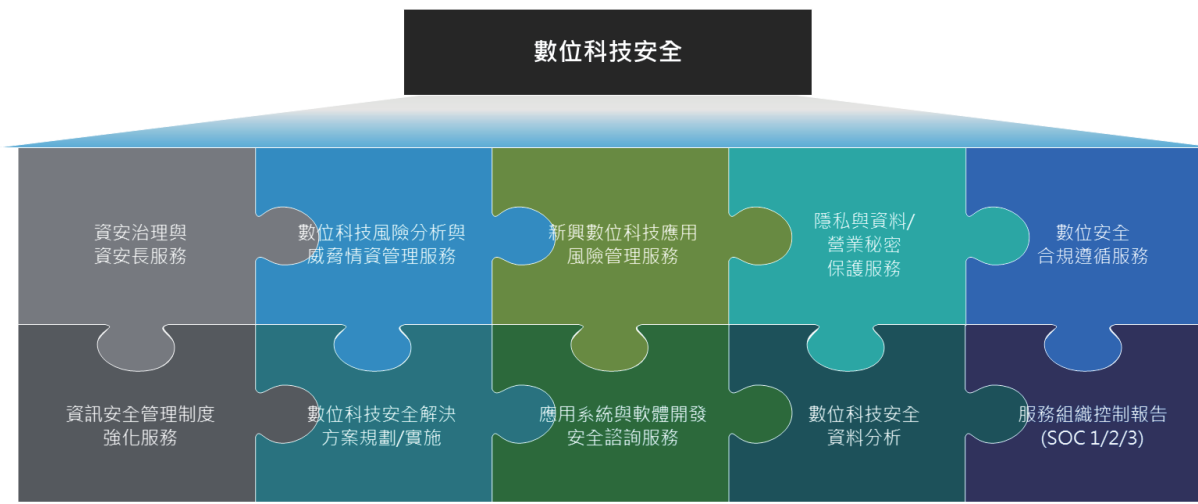 數位科技安全
資安治理與
資安長服務
數位科技風險分析與
威脅情資管理服務
新興數位科技應用
風險管理服務
隱私與資料/
營業秘密
保護服務
數位安全
合規遵循服務
資訊安全管理制度
強化服務
數位科技安全解決
方案規劃/實施
應用系統與軟體開發
安全諮詢服務
數位科技安全
資料分析
服務組織控制報告
(SOC 1/2/3)